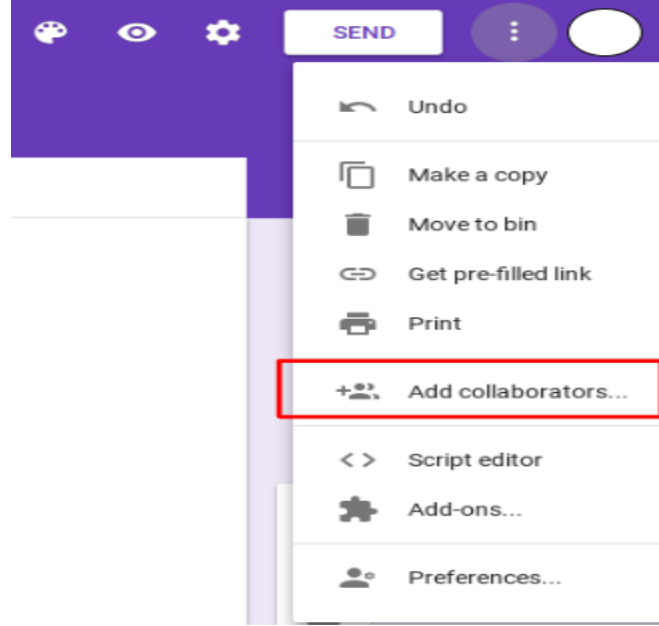 SEND
Undo
Make a copy
Move to bin
Get pre-filled link
Print
Add collaborators...
Script editor
Add-ons...
Preferences...